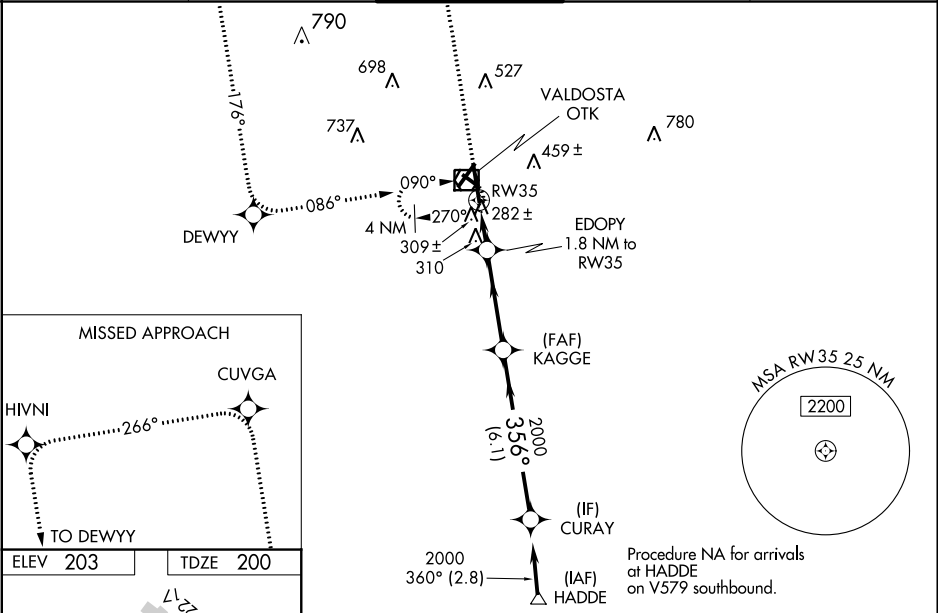 790
698
527
VALDOSTA
OTK
737
780
176°
459 ±
090°
RW35
086°
270°
282 ±
4 NM
DEWYY
309 ±
310
EDOPY
1.8 NM to
RW35
MISSED APPROACH
(FAF)
KAGGE
CUVGA
MSA RW35 25 NM
HIVNI
2200
266°
2000
356°
(6.1)
(IF)
CURAY
TO DEWYY
ELEV 203
TDZE 200
2000
360° (2.8)
(IAF)
HADDE
Procedure NA for arrivals
at HADDE
on V579 southbound.